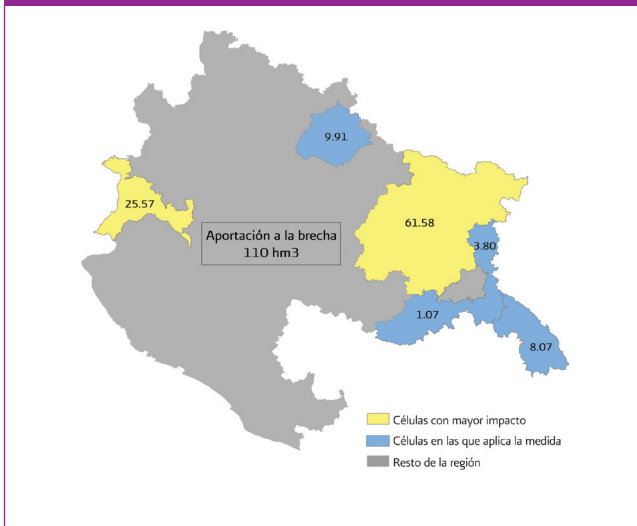 9.91
25.57
61.58
Aportación a la brecha
110 hm3
3.80
1.07
8.07
Células con mayor impacto
Células en las que aplica la medida
Resto de la región